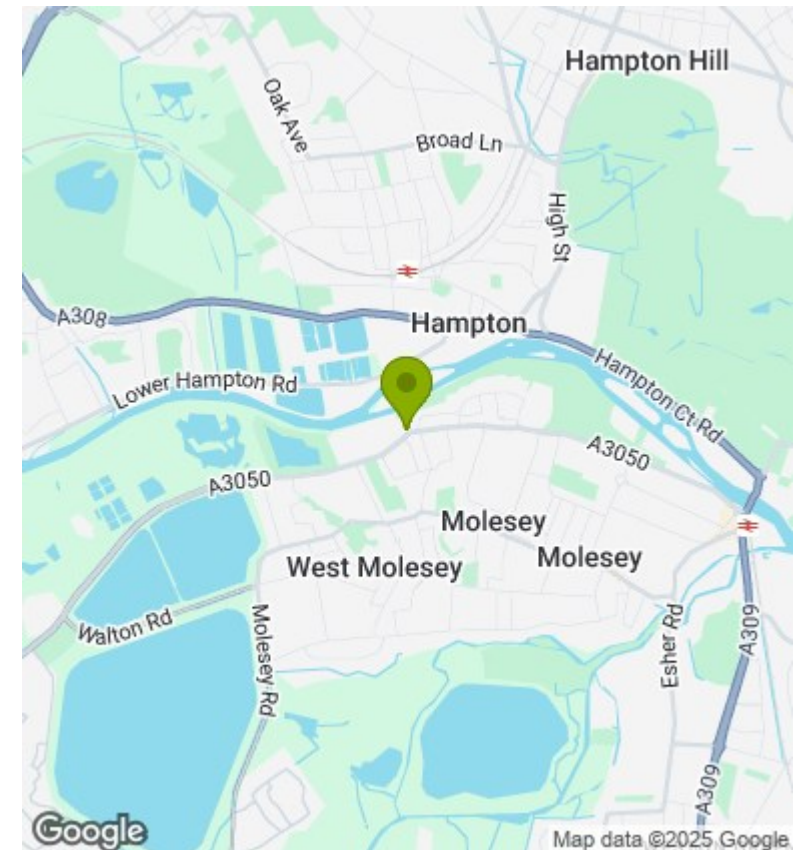 Hampton Hill
Oak Ave
Broad Ln
High St
A308
Hampton
Lower Hampton Rd
Hampton Ct Rd
A3050
A3050
Molesey
Molesey
West Molesey
Walton Rd
Molesey Rd
Esher Rd
A309
A309
Google
Map data ©2025 Google